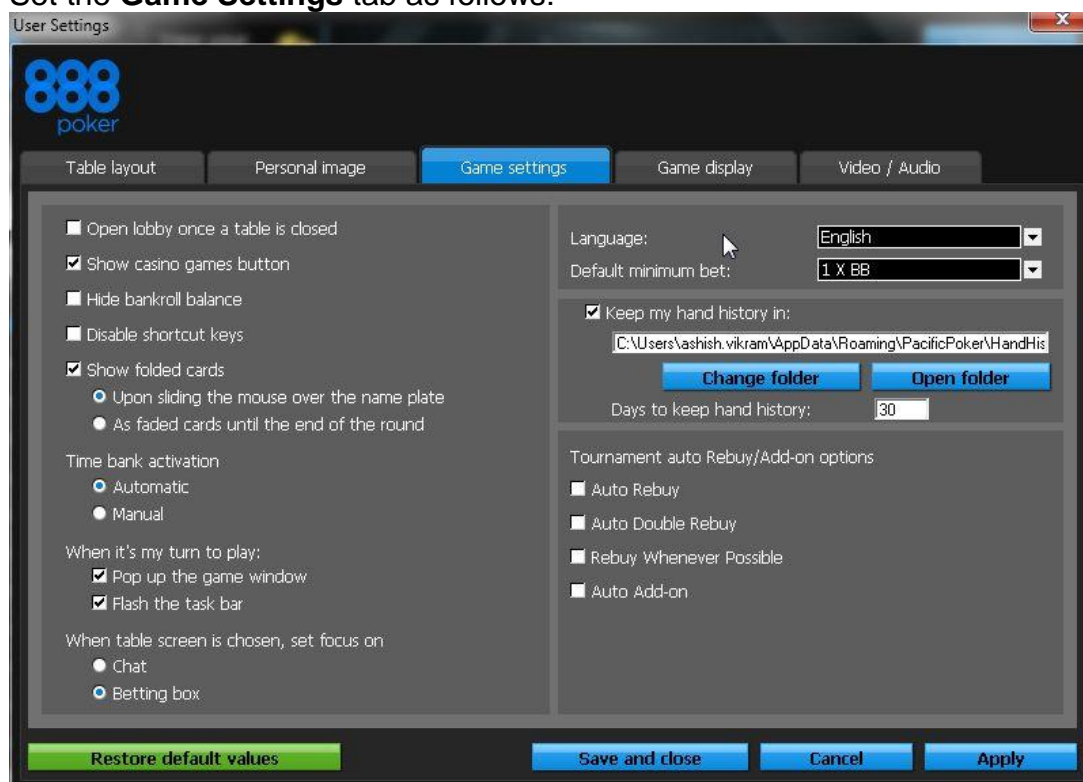 Set the Game Settings tab as follows:
User Settings
888
poker
Table layout
Personal image
Game settings
Game display
Video / Audio
Open lobby once a table is closed
Show casino games button
Hide bankroll balance
Disable shortcut keys
Show folded cards
Upon sliding the mouse over the name plate
As faded cards until the end of the round
Time bank activation
Automatic
Manual
When it's my turn to play:
Pop up the game window
Flash the task bar
When table screen is chosen, set focus on
Chat
Betting box
Language: English
Default minimum bet: 1 X BB
Keep my hand history in:
C:\Users\ashish.vikram\AppData\Roaming\PacificPoker\HandHis
Change folder
Open folder
Days to keep hand history: 30
Tournament auto Rebuy/Add-on options
Auto Rebuy
Auto Double Rebuy
Rebuy Whenever Possible
Auto Add-on
Restore default values
Save and close
Cancel
Apply